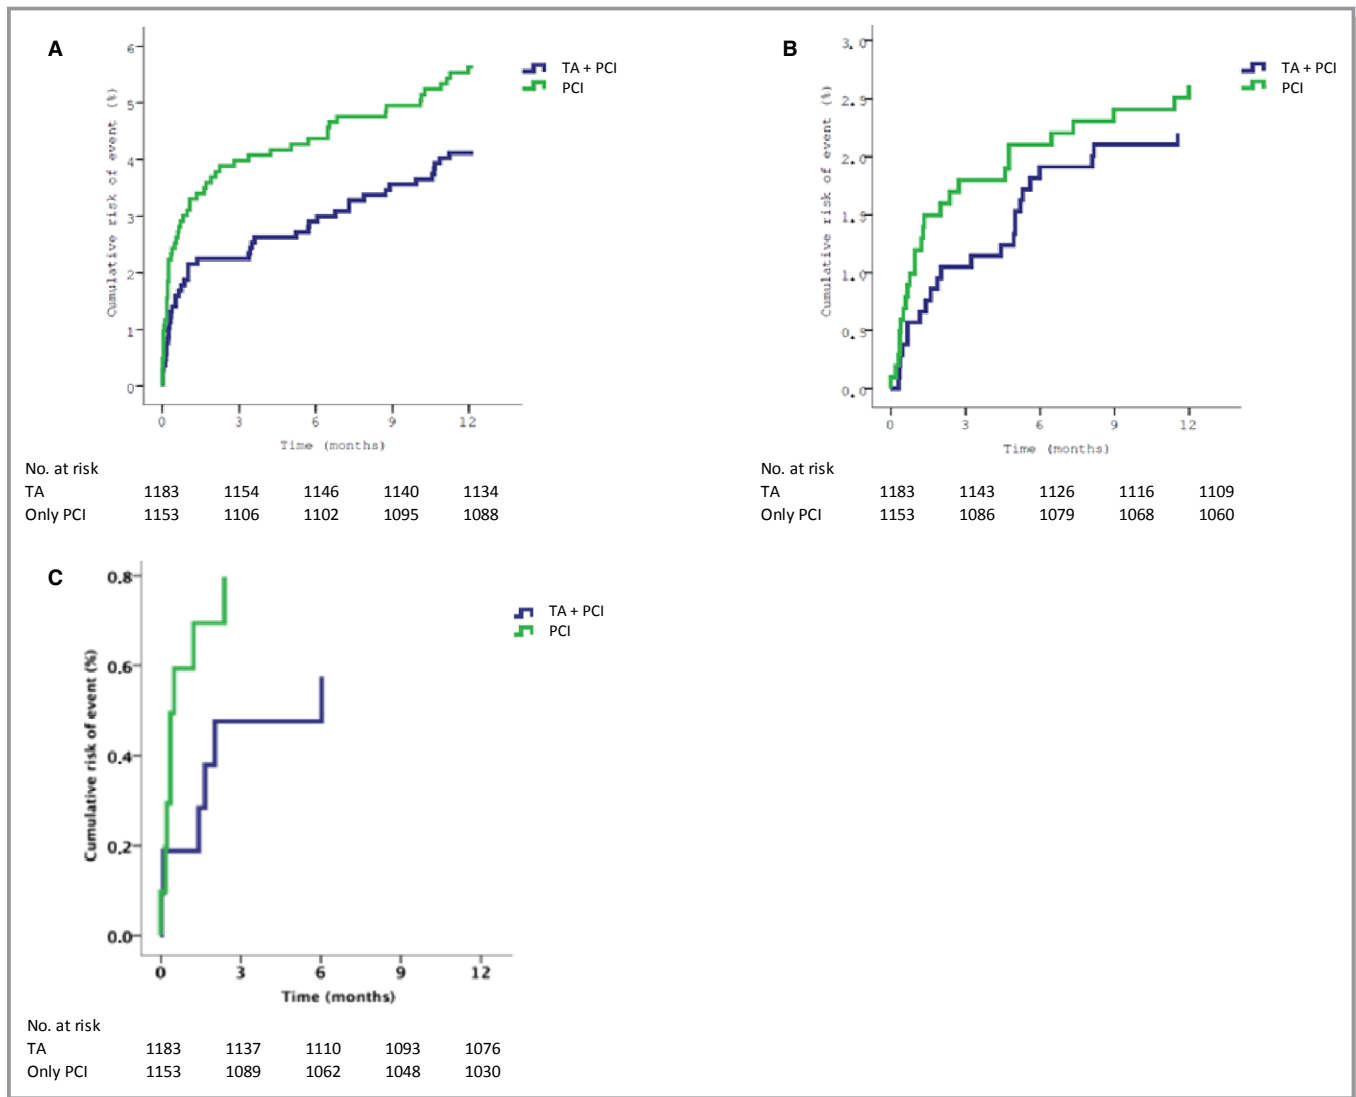 A
TA + PCI
PCI
Cumulative risk of event (%)
6
5
4
3
2
1
0
0 3 6 9 12
Time (months)
No. at risk
TA 1183 1154 1146 1140 1134
Only PCI 1153 1106 1102 1095 1088
B
TA + PCI
PCI
Cumulative risk of event (%)
3.0
2.5
2.0
1.5
1.0
0.5
0.0
0 3 6 9 12
Time (months)
No. at risk
TA 1183 1143 1126 1116 1109
Only PCI 1153 1086 1079 1068 1060
C
TA + PCI
PCI
Cumulative risk of event (%)
0.8
0.6
0.4
0.2
0.0
0 3 6 9 12
Time (months)
No. at risk
TA 1183 1137 1110 1093 1076
Only PCI 1153 1089 1062 1048 1030